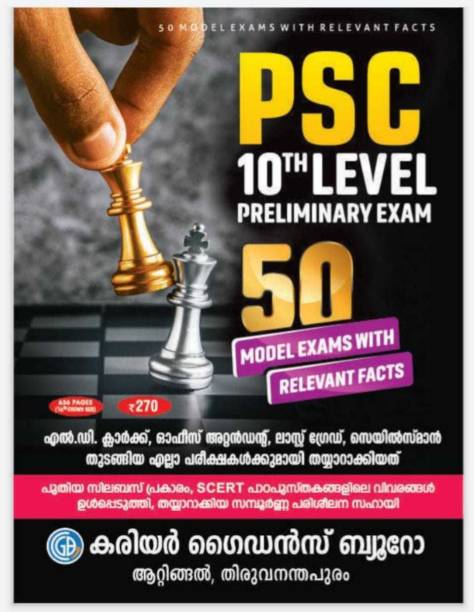 50 MODEL EXAMS WITH RELEVANT FACTS
PSC
10TH LEVEL
PRELIMINARY EXAM
50
MODEL EXAMS WITH
RELEVANT FACTS
656 PAGES
₹270
എൽ.ഡി. ക്ലാർക്ക്, ഓഫീസ് അറ്റൻഡന്റ്, ലാസ്റ്റ് ഗ്രേഡ്, സെയിൽസ്മാൻ
തുടങ്ങിയ എല്ലാ പരീക്ഷകൾക്കുമായി തയ്യാറാക്കിയത്
പുതിയ സിലബസ് പ്രകാരം, SCERT പാഠപുസ്തകങ്ങളിലെ വിവരങ്ങൾ
ഉൾപ്പെടുത്തി, തയ്യാറാക്കിയ സമ്പൂർണ്ണ പരിശീലന സഹായി
കരിയർ ഗൈഡൻസ് ബ്യൂറോ
ആറ്റിങ്ങൽ, തിരുവനന്തപുരം